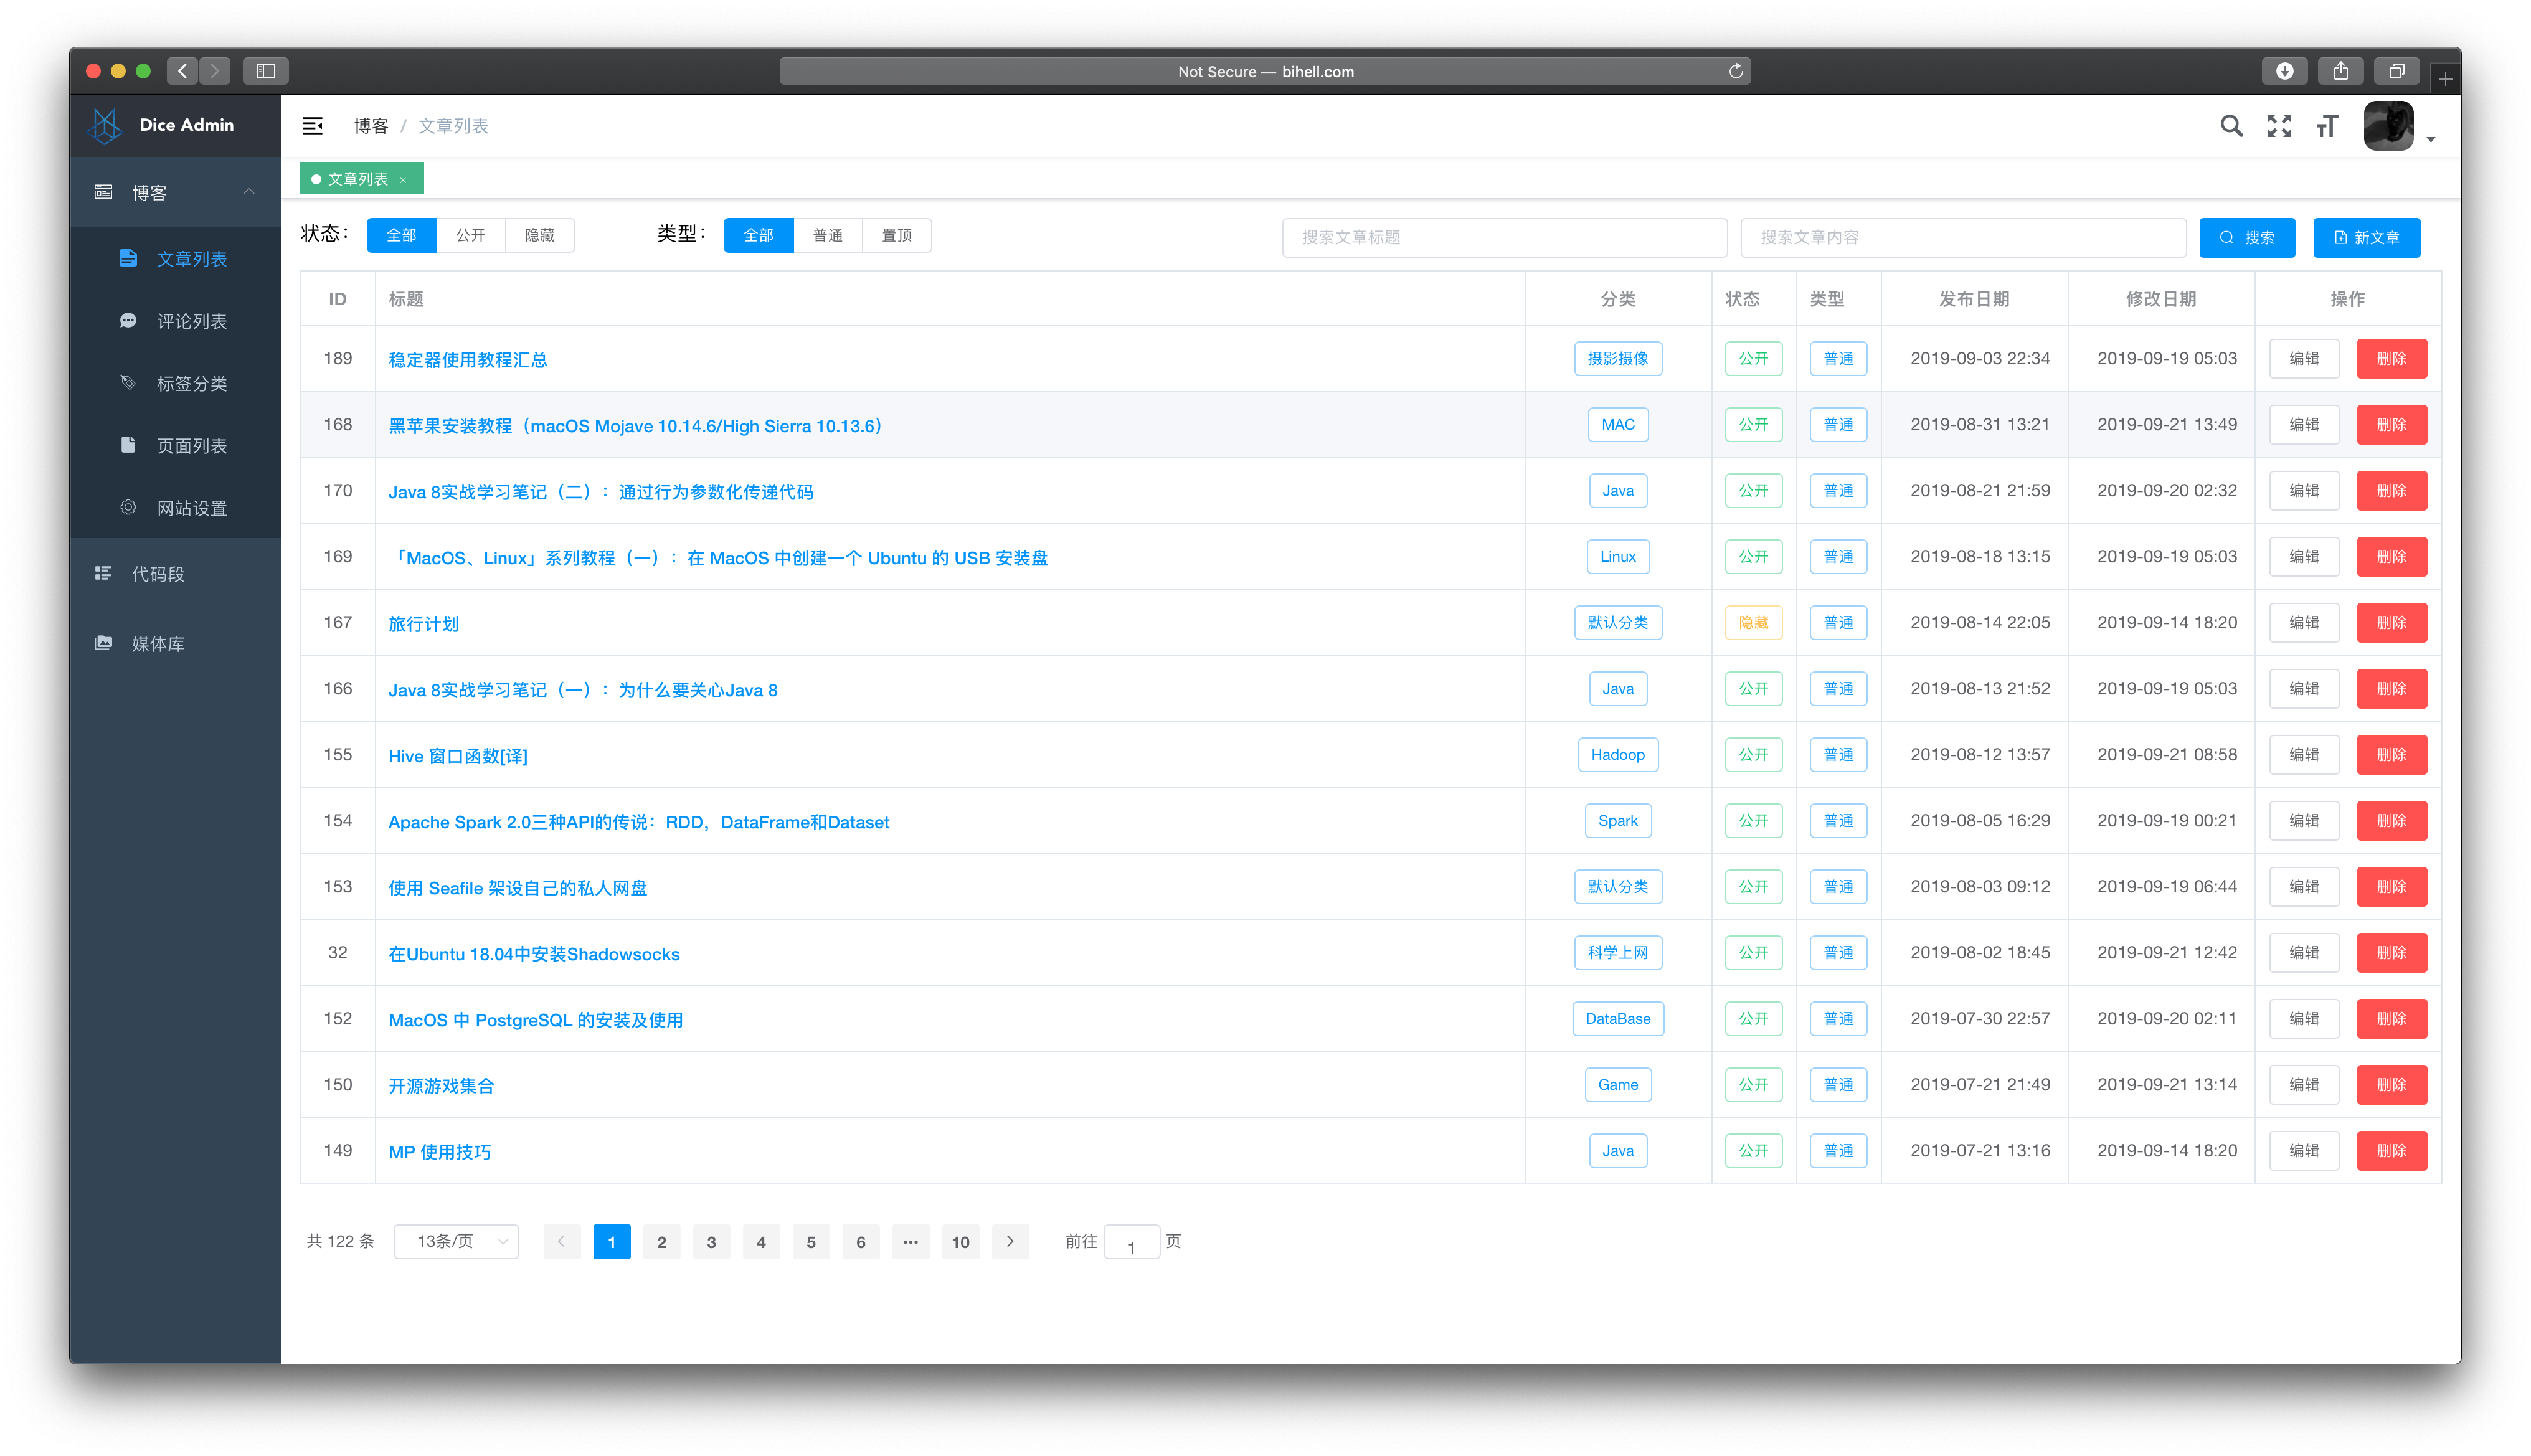 Not Secure — bihell.com
Dice Admin
博客 / 文章列表
博客
文章列表
评论列表
标签分类
页面列表
网站设置
代码段
媒体库
文章列表 ×
状态： 全部 公开 隐藏 类型： 全部 普通 置顶 搜索文章标题 搜索文章内容 搜索 新文章
ID 标题 分类 状态 类型 发布日期 修改日期 操作
189 稳定器使用教程汇总 摄影摄像 公开 普通 2019-09-03 22:34 2019-09-19 05:03 编辑 删除
168 黑苹果安装教程（macOS Mojave 10.14.6/High Sierra 10.13.6） MAC 公开 普通 2019-08-31 13:21 2019-09-21 13:49 编辑 删除
170 Java 8实战学习笔记（二）：通过行为参数化传递代码 Java 公开 普通 2019-08-21 21:59 2019-09-20 02:32 编辑 删除
169 「MacOS、Linux」系列教程（一）：在 MacOS 中创建一个 Ubuntu 的 USB 安装盘 Linux 公开 普通 2019-08-18 13:15 2019-09-19 05:03 编辑 删除
167 旅行计划 默认分类 隐藏 普通 2019-08-14 22:05 2019-09-14 18:20 编辑 删除
166 Java 8实战学习笔记（一）：为什么要关心Java 8 Java 公开 普通 2019-08-13 21:52 2019-09-19 05:03 编辑 删除
155 Hive 窗口函数[译] Hadoop 公开 普通 2019-08-12 13:57 2019-09-21 08:58 编辑 删除
154 Apache Spark 2.0三种API的传说：RDD，DataFrame和Dataset Spark 公开 普通 2019-08-05 16:29 2019-09-19 00:21 编辑 删除
153 使用 Seafile 架设自己的私人网盘 默认分类 公开 普通 2019-08-03 09:12 2019-09-19 06:44 编辑 删除
32 在Ubuntu 18.04中安装Shadowsocks 科学上网 公开 普通 2019-08-02 18:45 2019-09-21 12:42 编辑 删除
152 MacOS 中 PostgreSQL 的安装及使用 DataBase 公开 普通 2019-07-30 22:57 2019-09-20 02:11 编辑 删除
150 开源游戏集合 Game 公开 普通 2019-07-21 21:49 2019-09-21 13:14 编辑 删除
149 MP 使用技巧 Java 公开 普通 2019-07-21 13:16 2019-09-14 18:20 编辑 删除
共 122 条 13条/页 1 2 3 4 5 6 ••• 10 前往 1 页